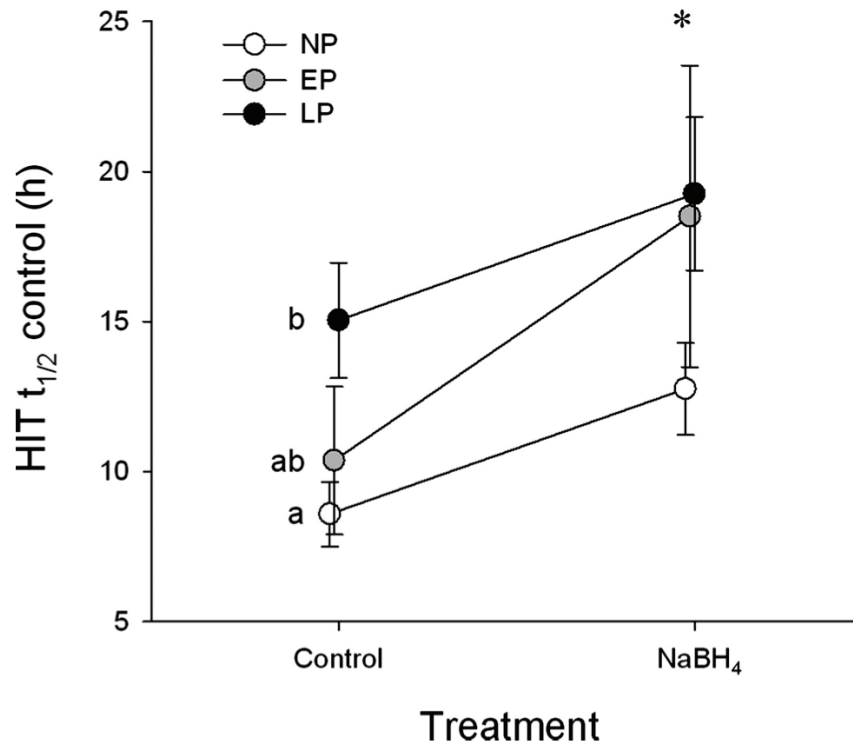 25
*
NP
EP
LP
20
15
b
10
ab
a
5
HIT t1/2 control (h)
Control
NaBH4
Treatment